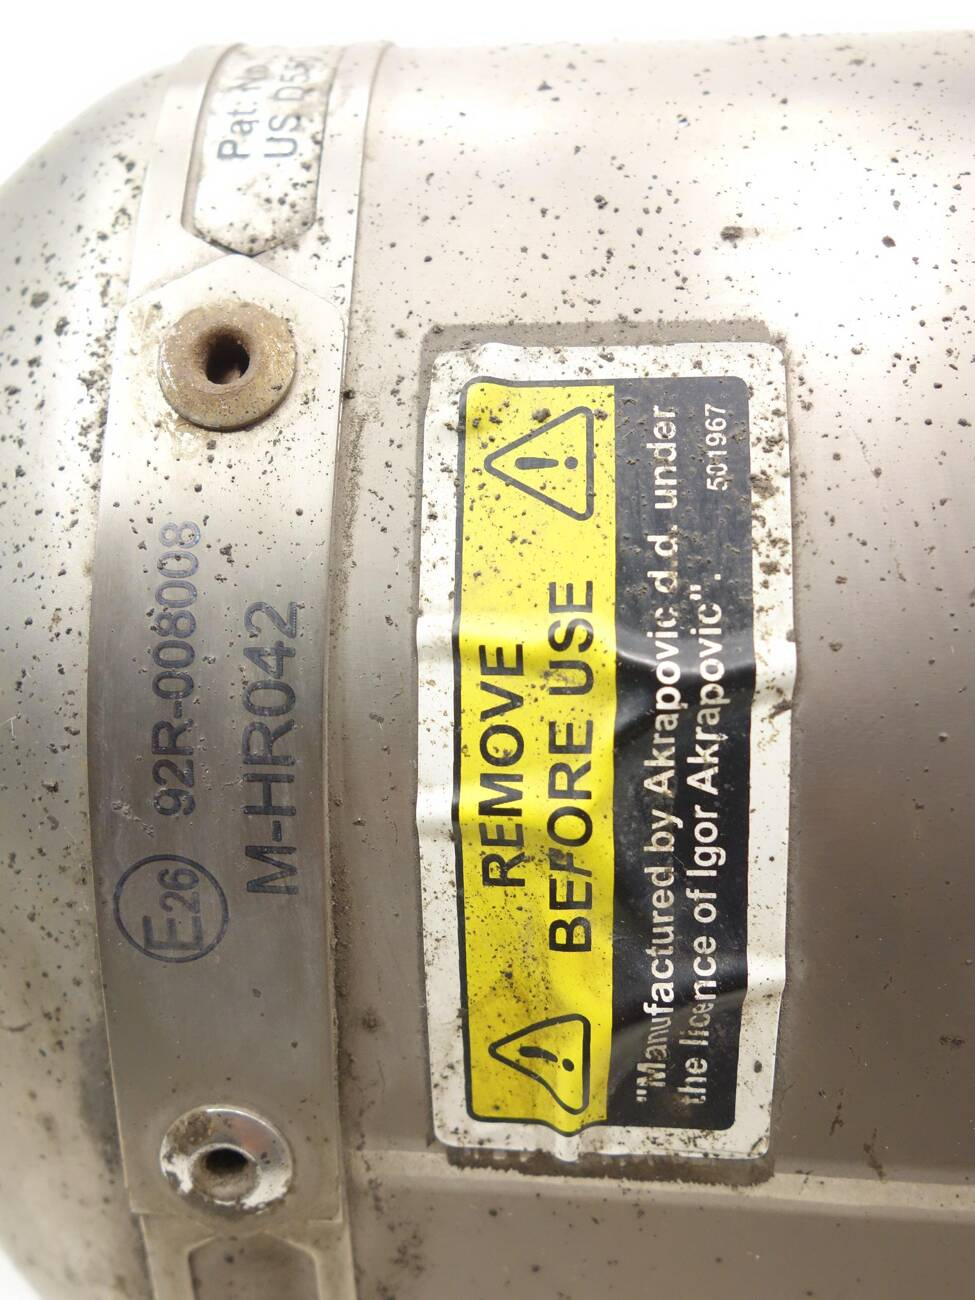 Pat. No.
US D55
E26 92R-008008
M-HR042
REMOVE
BEFORE USE
"Manufactured by Akrapovic d.d. under
the licence of Igor Akrapovic".
501967